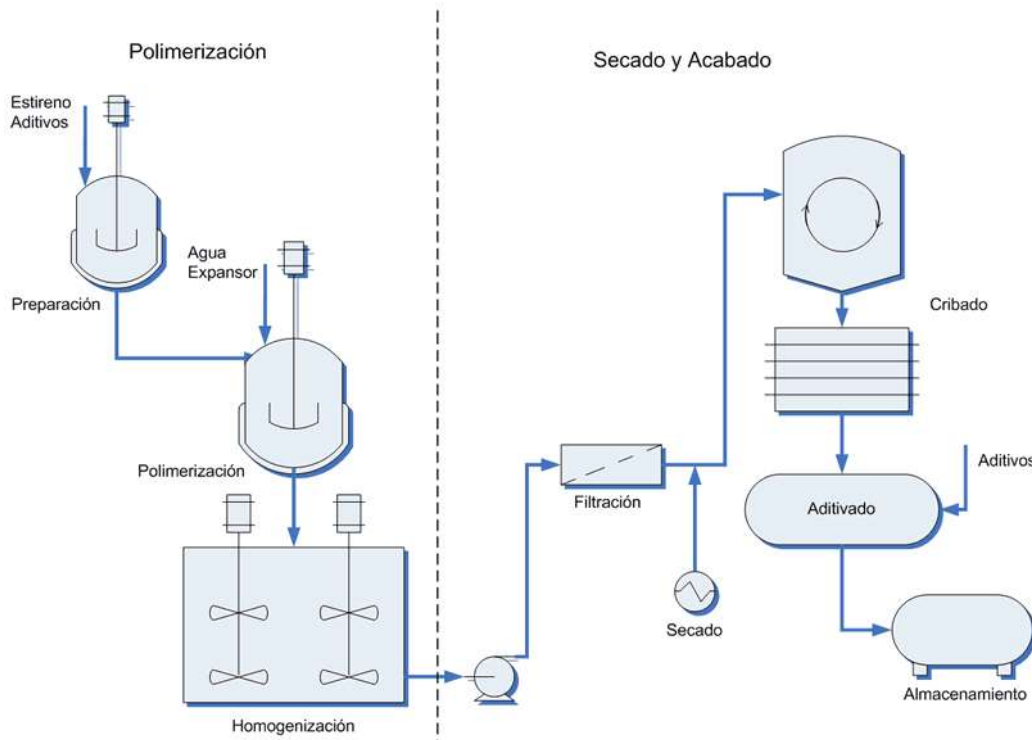 Polimerización
Secado y Acabado
Estireno
Aditivos
Preparación
Agua
Expansor
Polimerización
Homogenización
Filtración
Secado
Cribado
Aditivado
Aditivos
Almacenamiento